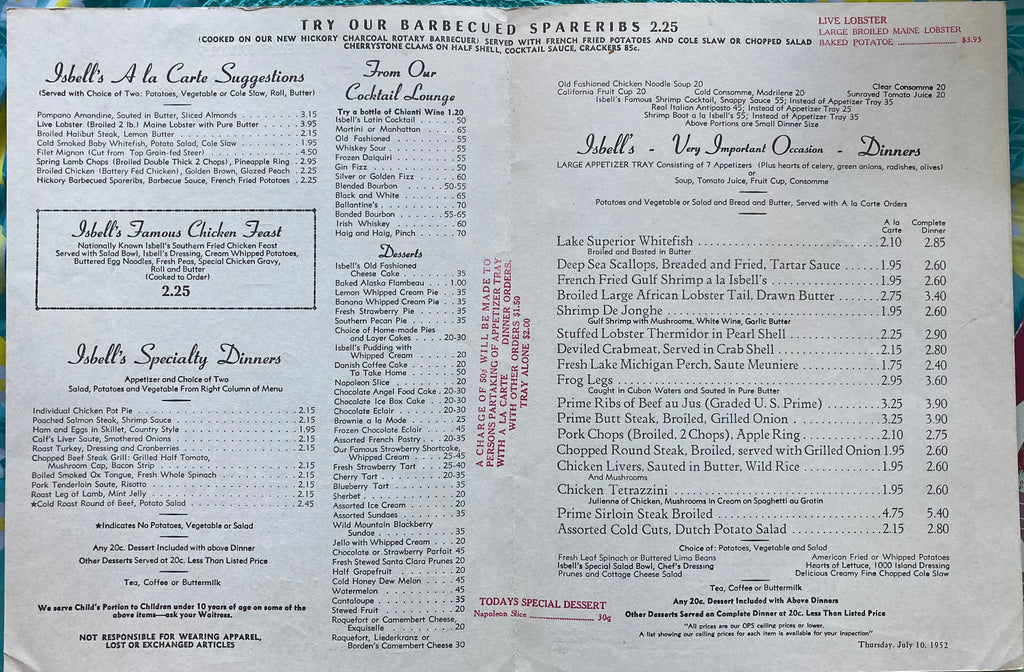 TRY OUR BARBECUED SPARERIBS 2.25
(COOKED ON OUR NEW HICKORY CHARCOAL ROTARY BARBECUER) SERVED WITH FRENCH FRIED POTATOES AND COLE SLAW OR CHOPPED SALAD
CHERRYSTONE CLAMS ON HALF SHELL, COCKTAIL SAUCE, CRACKERS 85c.
LIVE LOBSTER
LARGE BROILED MAINE LOBSTER
BAKED POTATOE .................... $3.95
Isbell's A la Carte Suggestions
(Served with Choice of Two: Potatoes, Vegetable or Cole Slaw, Roll, Butter)
Pompano Amandine, Sauted in Butter, Sliced Almonds . . . . 3.15
Live Lobster (Broiled 2 lb.) Maine Lobster with Pure Butter . . . . 3.95
Broiled Halibut Steak, Lemon Butter . . . . 2.15
Cold Smoked Baby Whitefish, Potato Salad, Cole Slaw . . . . 1.95
Filet Mignon (Cut from Top Grain-fed Steer) . . . . 4.50
Spring Lamb Chops (Broiled Double Thick 2 Chops), Pineapple Ring . 2.95
Broiled Chicken (Battery Fed Chicken), Golden Brown, Glazed Peach . 2.25
Hickory Barbecued Spareribs, Barbecue Sauce, French Fried Potatoes . 2.25
Isbell's Famous Chicken Feast
Nationally Known Isbell's Southern Fried Chicken Feast
Served with Salad Bowl, Isbell's Dressing, Cream Whipped Potatoes,
Buttered Egg Noodles, Fresh Peas, Special Chicken Gravy,
Roll and Butter
(Cooked to Order)
2.25
Isbell's Specialty Dinners
Appetizer and Choice of Two
Salad, Potatoes and Vegetable From Right Column of Menu
Individual Chicken Pot Pie . . . . 2.15
Poached Salmon Steak, Shrimp Sauce . . . . 2.15
Ham and Eggs in Skillet, Country Style . . . . 1.95
Calf's Liver Saute, Smothered Onions . . . . 2.15
Roast Turkey, Dressing and Cranberries . . . . 2.15
Chopped Beef Steak Grill: Grilled Half Tomato,
Mushroom Cap, Bacon Strip . . . . 2.15
Boiled Smoked Ox Tongue, Fresh Whole Spinach . . . . 2.15
Pork Tenderloin Saute, Risotto . . . . 2.15
Roast Leg of Lamb, Mint Jelly . . . . 2.15
★Cold Roast Round of Beef, Potato Salad . . . . 2.45
★Indicates No Potatoes, Vegetable or Salad
Any 20c. Dessert Included with above Dinner
Other Desserts Served at 20c. Less Than Listed Price
Tea, Coffee or Buttermilk
We serve Child's Portion to Children under 10 years of age on some of the
above items—ask your Waitress.
NOT RESPONSIBLE FOR WEARING APPAREL,
LOST OR EXCHANGED ARTICLES
From Our
Cocktail Lounge
Try a bottle of Chianti Wine 1.20
Isbell's Latin Cocktail . . . . 50
Martini or Manhattan . . . . 65
Old Fashioned . . . . 55
Whiskey Sour . . . . 55
Frozen Daiquiri . . . . 55
Gin Fizz . . . . 50
Silver or Golden Fizz . . . . 60
Blended Bourbon . . . . 50-55
Black and White . . . . 65
Ballantine's . . . . 70
Bonded Bourbon . . . . 55-65
Irish Whiskey . . . . 60
Haig and Haig, Pinch . . . . 70
Desserts
Isbell's Old Fashioned
Cheese Cake . . . . 35
Baked Alaska Flambeau . . . . 1.00
Lemon Whipped Cream Pie . . 35
Banana Whipped Cream Pie . . 35
Fresh Strawberry Pie . . . . 35
Southern Pecan Pie . . . . 35
Choice of Home-made Pies
and Layer Cakes . . . . 20-30
Isbell's Pudding with
Whipped Cream . . . . 20
Danish Coffee Cake . . . . 20
To Take Home . . . . 50
Napoleon Slice . . . . 20
Chocolate Angel Food Cake . 20-30
Chocolate Ice Box Cake . . 20-30
Chocolate Eclair . . . . 20-30
Brownie a la Mode . . . . 25
Frozen Chocolate Eclair . . . . 45
Assorted French Pastry . . 20-35
Our Famous Strawberry Shortcake,
Whipped Cream . . . . 25-45
Fresh Strawberry Tart . . . . 25-40
Cherry Tart . . . . 20-35
Blueberry Tart . . . . 35
Sherbet . . . . 20
Assorted Ice Cream . . . . 20
Assorted Sundaes . . . . 35
Wild Mountain Blackberry
Sundae . . . . 35
Jello with Whipped Cream . . 20
Chocolate or Strawberry Parfait 45
Fresh Stewed Santa Clara Prunes 20
Half Grapefruit . . . . 20
Cold Honey Dew Melon . . . . 45
Watermelon . . . . 45
Cantaloupe . . . . 35
Stewed Fruit . . . . 20
Roquefort or Camembert Cheese,
Exquiselle . . . . 50
Roquefort, Liederkranz or
Borden's Camembert Cheese 30
A CHARGE OF 50¢ WILL BE MADE TO
PERSONS PARTAKING OF APPETIZER TRAY
WITH A LA CARTE DINNER ORDERS.
WITH OTHER ORDERS $1.50
TRAY ALONE $2.00
TODAYS SPECIAL DESSERT
Napoleon Slice .................... 30¢
Old Fashioned Chicken Noodle Soup 20
Clear Consomme 20
California Fruit Cup 20
Cold Consomme, Madrilene 20
Sunrayed Tomato Juice 20
Isbell's Famous Shrimp Cocktail, Snappy Sauce 55; Instead of Appetizer Tray 35
Real Italian Antipasto 45; Instead of Appetizer Tray 25
Shrimp Boat a la Isbell's 55; Instead of Appetizer Tray 35
Above Portions are Small Dinner Size
Isbell's - Very Important Occasion - Dinners
LARGE APPETIZER TRAY Consisting of 7 Appetizers (Plus hearts of celery, green onions, radishes, olives)
or
Soup, Tomato Juice, Fruit Cup, Consomme
Potatoes and Vegetable or Salad and Bread and Butter, Served with A la Carte Orders
A la Carte
Complete Dinner
Lake Superior Whitefish . . . . 2.10 2.85
Broiled and Basted in Butter
Deep Sea Scallops, Breaded and Fried, Tartar Sauce . . . . 1.95 2.60
French Fried Gulf Shrimp a la Isbell's . . . . 1.95 2.60
Broiled Large African Lobster Tail, Drawn Butter . . . . 2.75 3.40
Shrimp De Jonghe . . . . 1.95 2.60
Gulf Shrimp with Mushrooms, White Wine, Garlic Butter
Stuffed Lobster Thermidor in Pearl Shell . . . . 2.25 2.90
Deviled Crabmeat, Served in Crab Shell . . . . 2.15 2.80
Fresh Lake Michigan Perch, Saute Meuniere . . . . 1.75 2.40
Frog Legs . . . . 2.95 3.60
Caught in Cuban Waters and Sauted in Pure Butter
Prime Ribs of Beef au Jus (Graded U. S. Prime) . . . . 3.25 3.90
Prime Butt Steak, Broiled, Grilled Onion . . . . 3.25 3.90
Pork Chops (Broiled, 2 Chops), Apple Ring . . . . 2.10 2.75
Chopped Round Steak, Broiled, served with Grilled Onion 1.95 2.60
Chicken Livers, Sauted in Butter, Wild Rice . . . . 1.95 2.60
And Mushrooms
Chicken Tetrazzini . . . . 1.95 2.60
Julienne of Chicken, Mushrooms in Cream on Spaghetti au Gratin
Prime Sirloin Steak Broiled . . . . 4.75 5.40
Assorted Cold Cuts, Dutch Potato Salad . . . . 2.15 2.80
Choice of: Potatoes, Vegetable and Salad
Fresh Leaf Spinach or Buttered Lima Beans
American Fried or Whipped Potatoes
Isbell's Special Salad Bowl, Chef's Dressing
Hearts of Lettuce, 1000 Island Dressing
Prunes and Cottage Cheese Salad
Delicious Creamy Fine Chopped Cole Slaw
Tea, Coffee or Buttermilk
Any 20c. Dessert Included with Above Dinners
Other Desserts Served on Complete Dinner at 20c. Less Than Listed Price
"All prices are our OPS ceiling prices or lower.
A list showing our ceiling prices for each item is available for your inspection"
Thursday, July 10, 1952